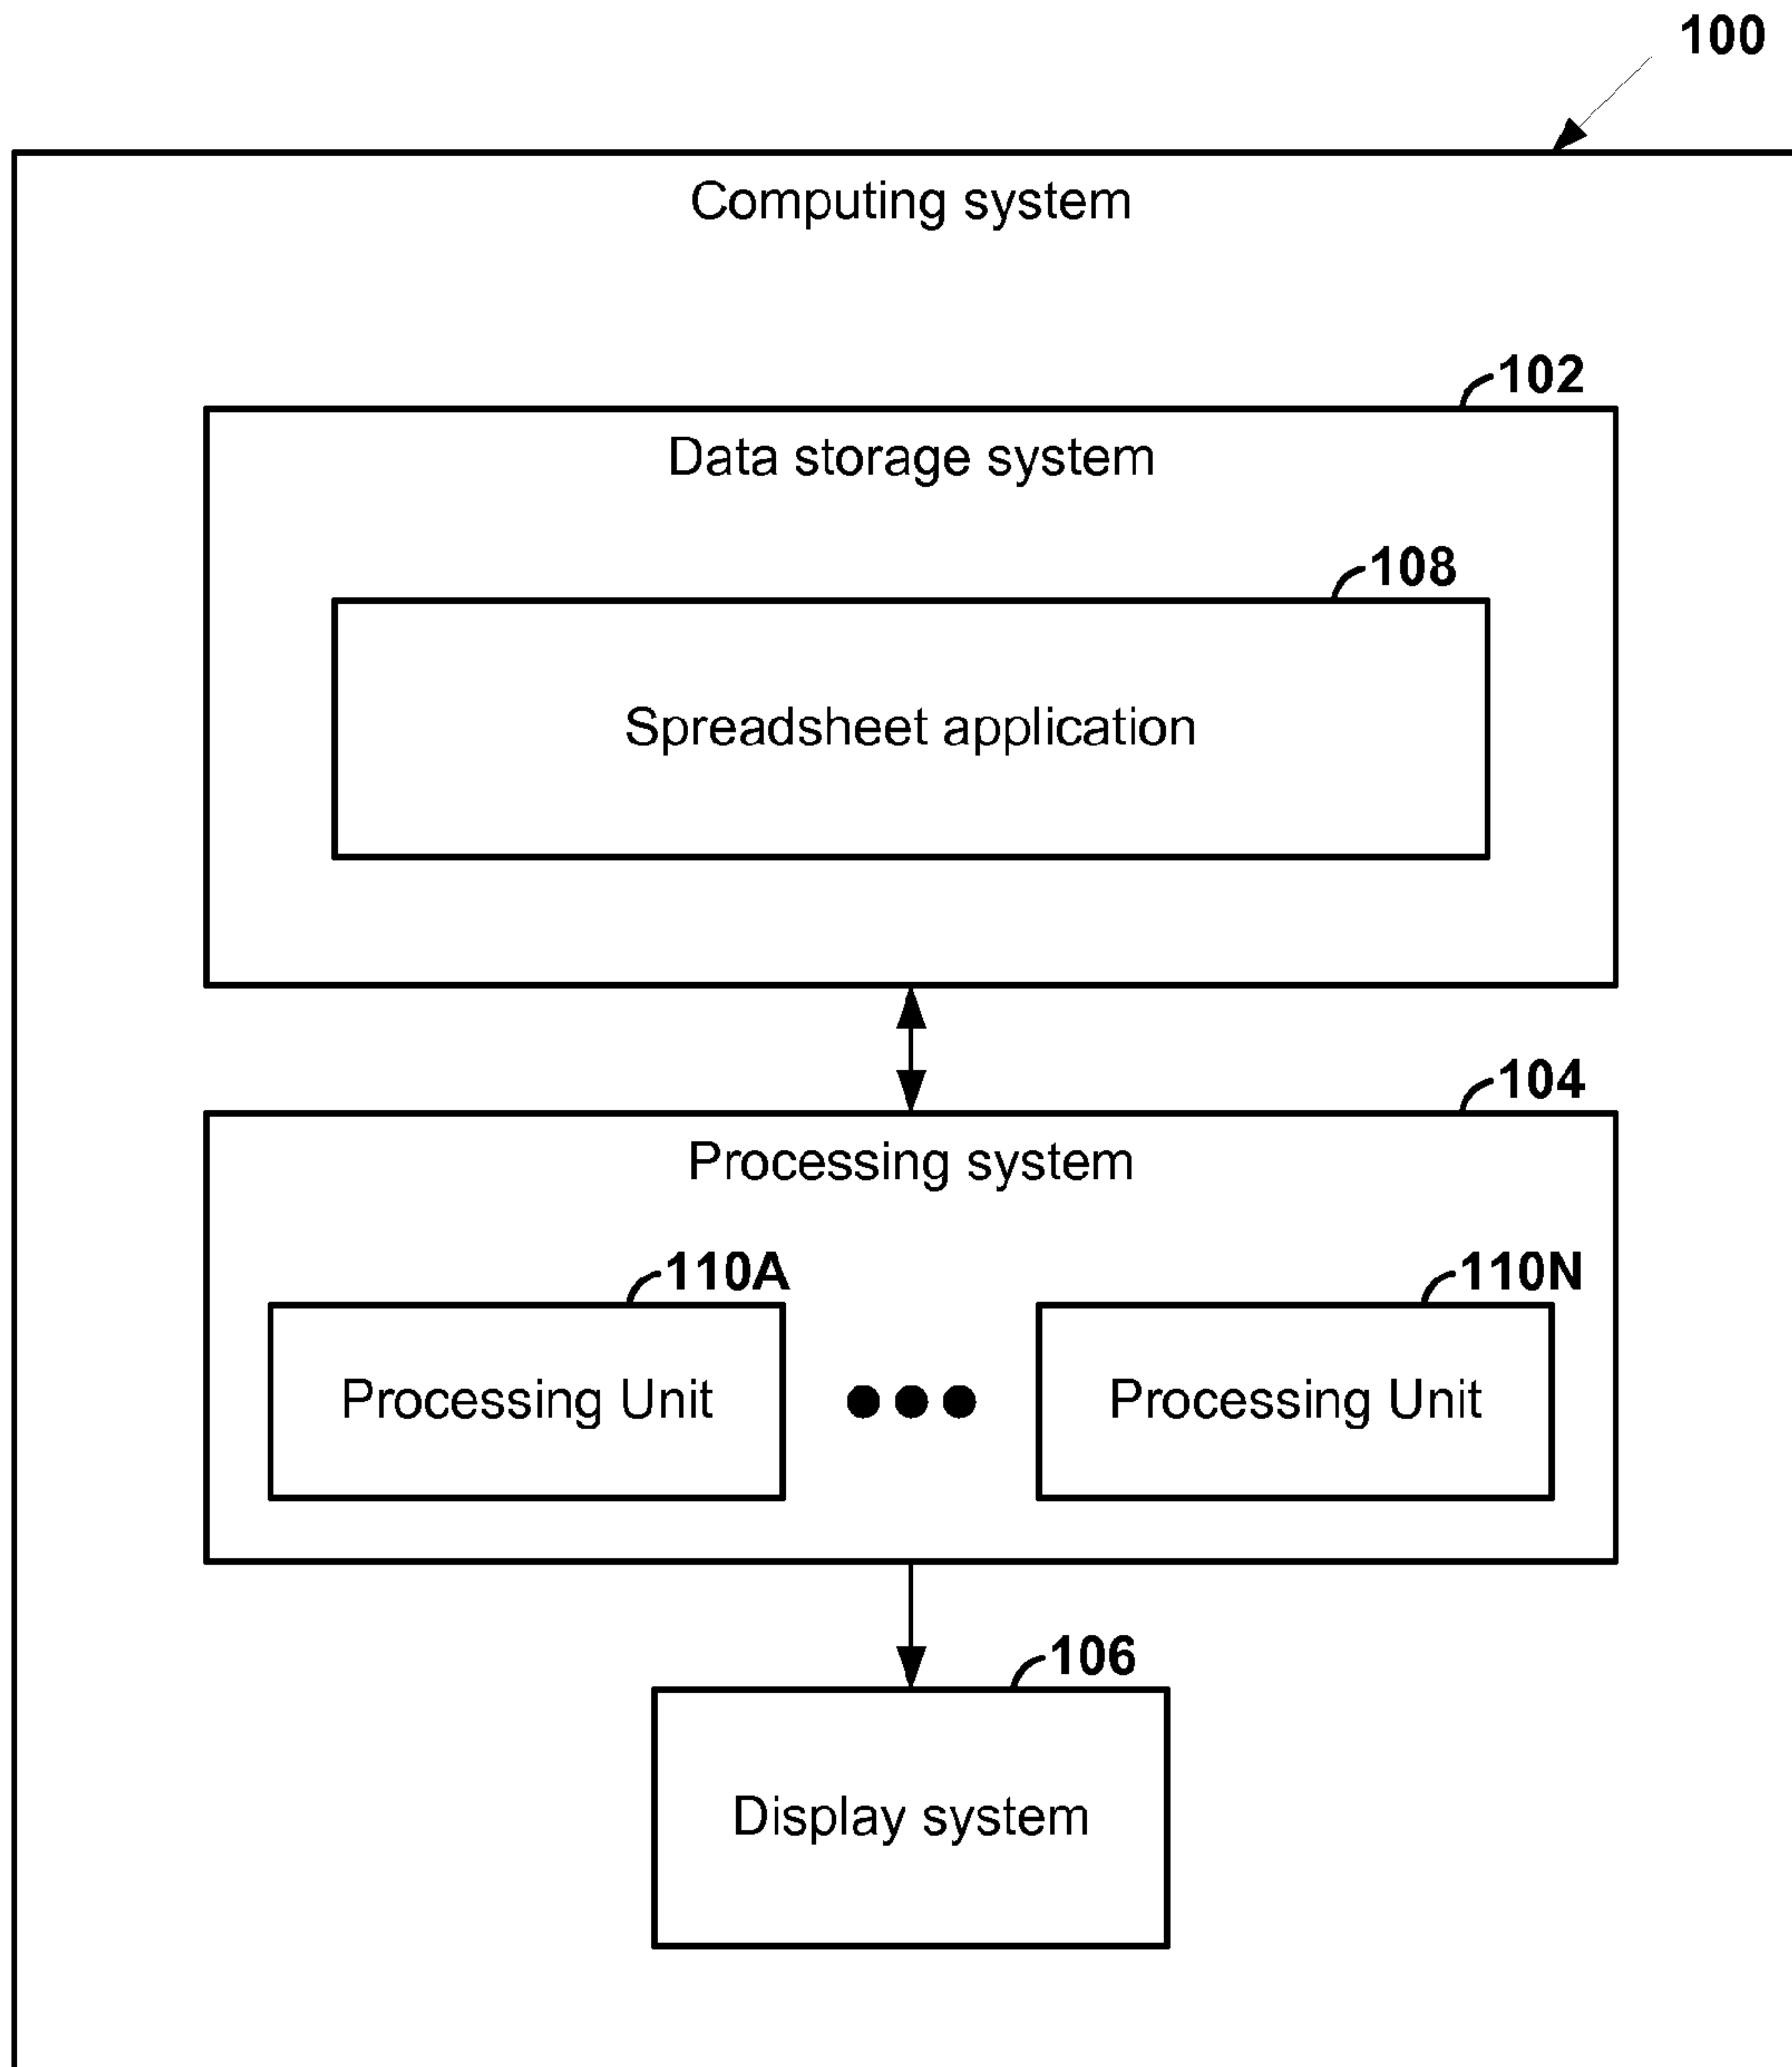 100
Computing system
102
Data storage system
108
Spreadsheet application
104
Processing system
110A
110N
Processing Unit
Processing Unit
106
Display system